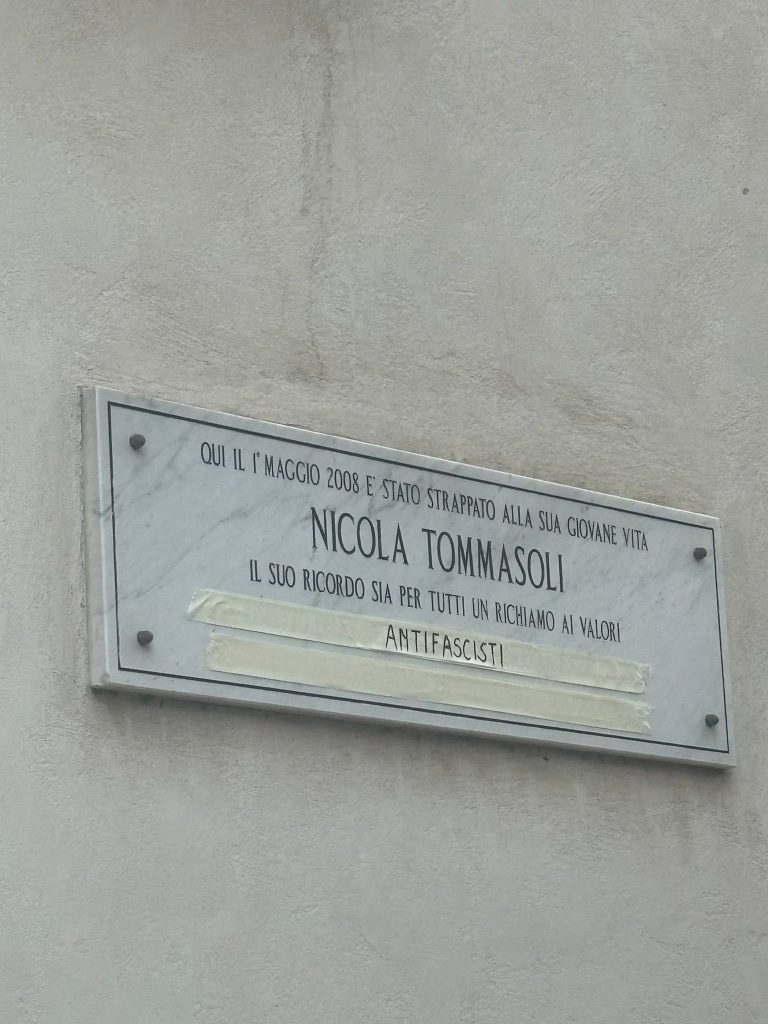 QUI IL 1° MAGGIO 2008 E' STATO STRAPPATO ALLA SUA GIOVANE VITA
NICOLA TOMMASOLI
IL SUO RICORDO SIA PER TUTTI UN RICHIAMO AI VALORI
ANTIFASCISTI